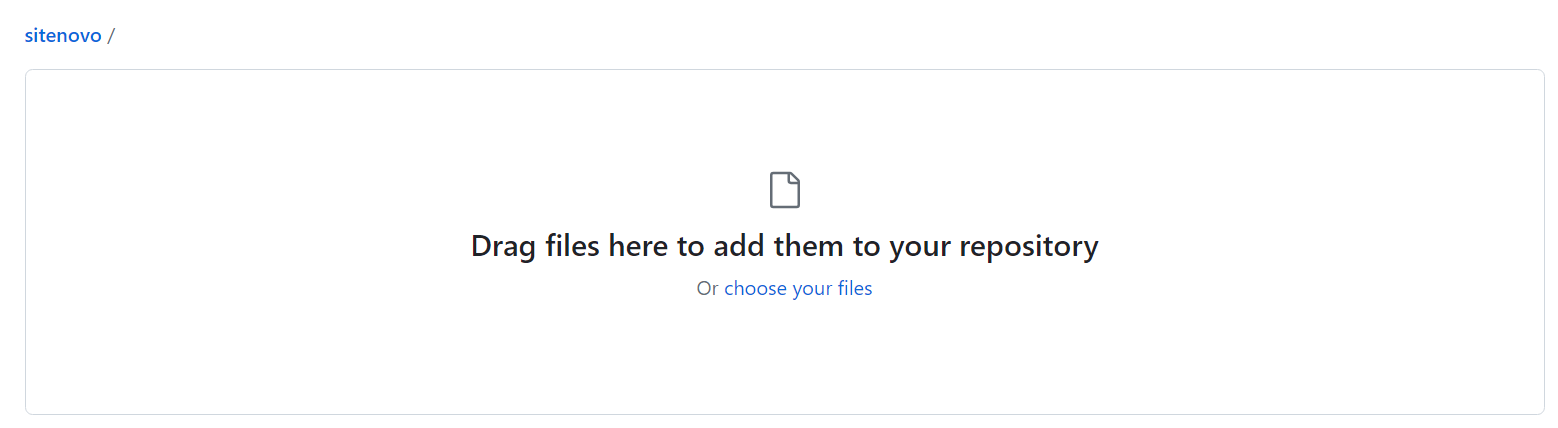 sitenovo /
Drag files here to add them to your repository
Or choose your files